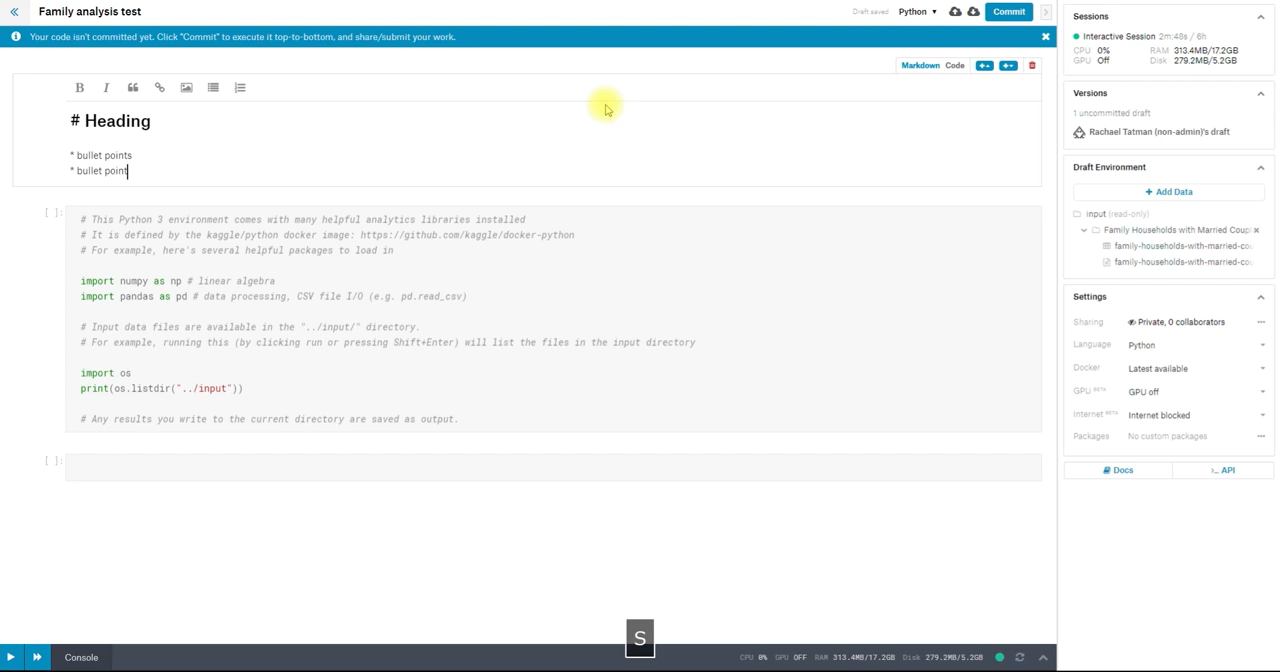 Family analysis test
Draft saved
Python
Commit
Your code isn't committed yet. Click "Commit" to execute it top-to-bottom, and share/submit your work.
Markdown Code
# Heading
* bullet points
* bullet point
[ ]:
# This Python 3 environment comes with many helpful analytics libraries installed
# It is defined by the kaggle/python docker image: https://github.com/kaggle/docker-python
# For example, here's several helpful packages to load in
import numpy as np # linear algebra
import pandas as pd # data processing, CSV file I/O (e.g. pd.read_csv)
# Input data files are available in the "../input/" directory.
# For example, running this (by clicking run or pressing Shift+Enter) will list the files in the input directory
import os
print(os.listdir("../input"))
# Any results you write to the current directory are saved as output.
[ ]:
S
Console
CPU 0% GPU OFF RAM 313.4MB/17.2GB Disk 279.2MB/5.2GB
Sessions
Interactive Session 2m:48s / 6h
CPU 0% RAM 313.4MB/17.2GB
GPU Off Disk 279.2MB/5.2GB
Versions
1 uncommitted draft
Rachael Tatman (non-admin)'s draft
Draft Environment
+ Add Data
input (read-only)
Family Households with Married Coupl
family-households-with-married-cou
family-households-with-married-cou
Settings
Sharing Private, 0 collaborators
Language Python
Docker Latest available
GPU BETA GPU off
Internet BETA Internet blocked
Packages No custom packages
Docs
API